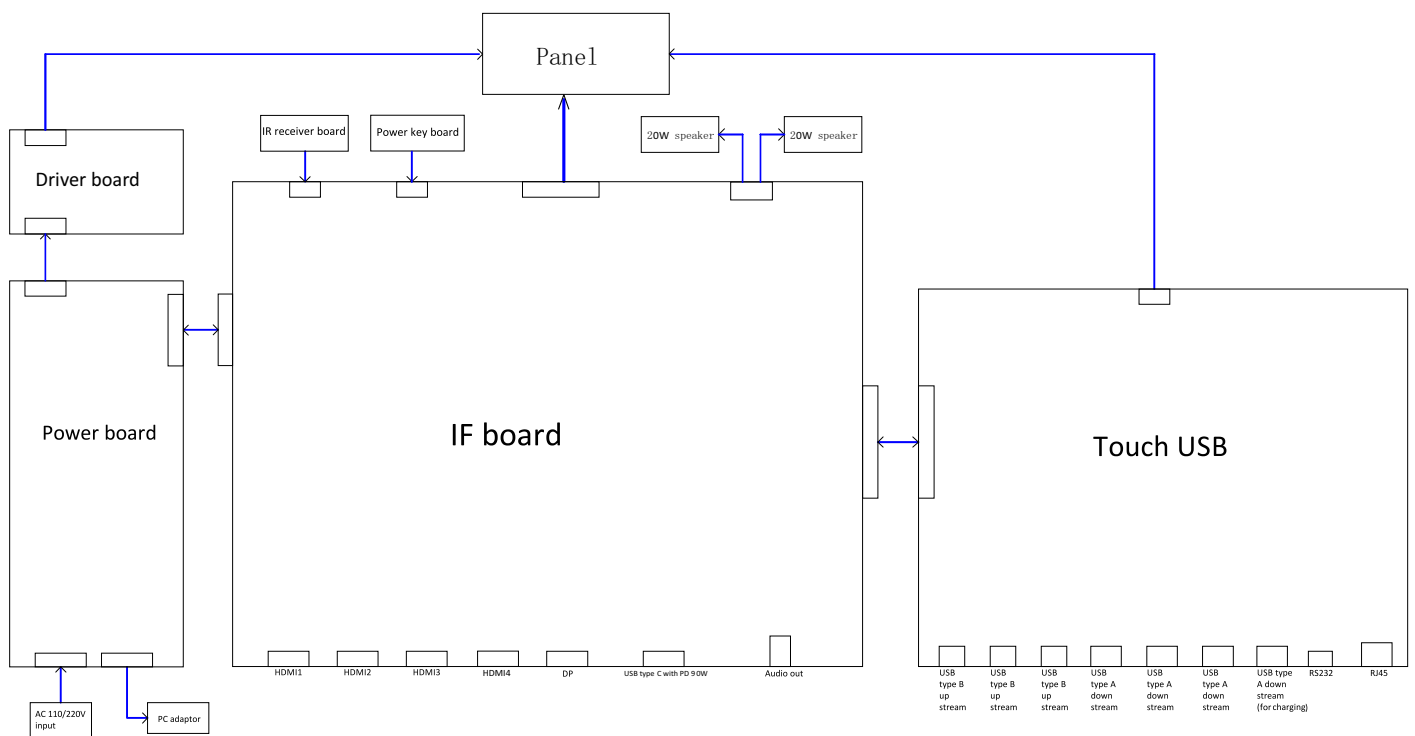 Panel
IR receiver board
Power key board
20W speaker
20W speaker
Driver board
Power board
IF board
Touch USB
HDMI1
HDMI2
HDMI3
HDMI4
DP
USB type C with PD 90W
Audio out
USB
type B
up
stream
USB
type B
up
stream
USB
type B
up
stream
USB
type A
down
stream
USB
type A
down
stream
USB
type A
down
stream
USB type
A down
stream
(for charging)
RS232
RJ45
AC 110/220V
input
PC adaptor